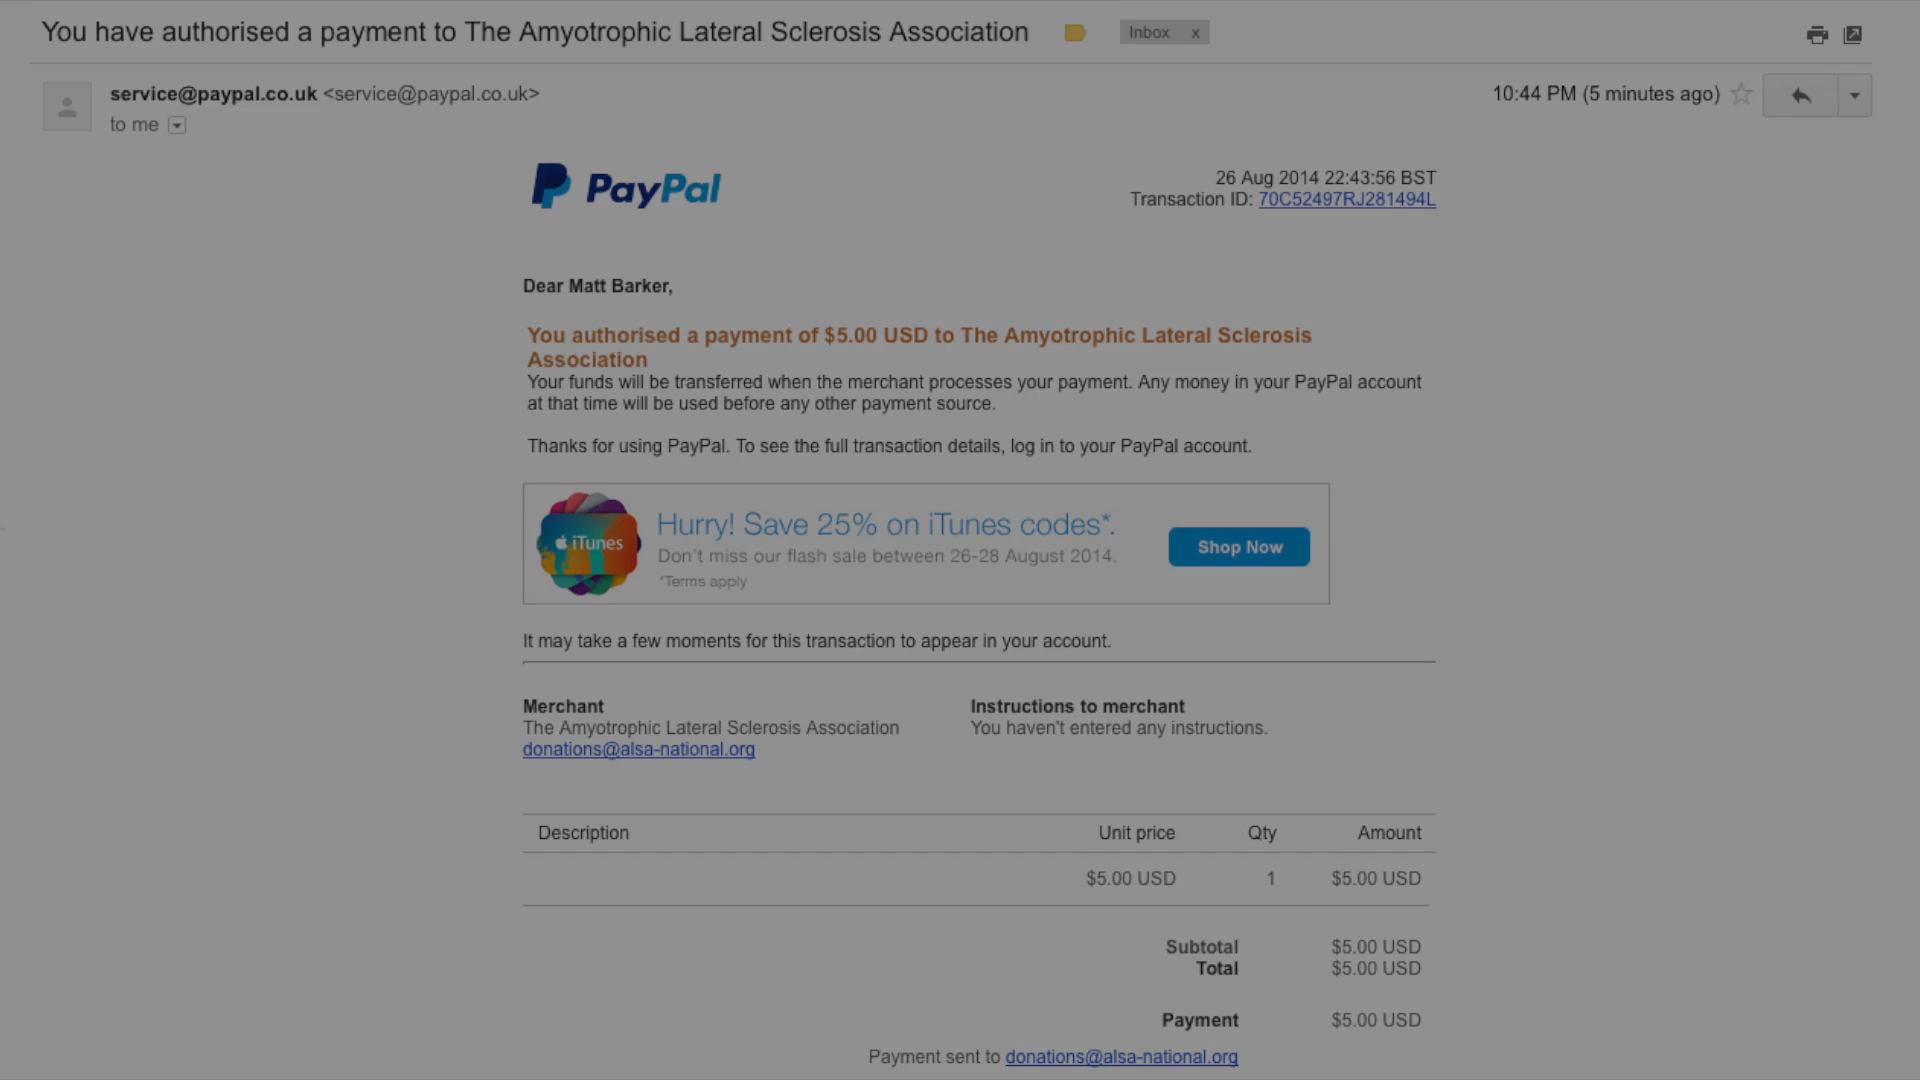 You have authorised a payment to The Amyotrophic Lateral Sclerosis Association
Inbox x
service@paypal.co.uk <service@paypal.co.uk>
10:44 PM (5 minutes ago)
to me
PayPal
26 Aug 2014 22:43:56 BST
Transaction ID: 70C52497RJ281494L
Dear Matt Barker,
You authorised a payment of $5.00 USD to The Amyotrophic Lateral Sclerosis
Association
Your funds will be transferred when the merchant processes your payment. Any money in your PayPal account
at that time will be used before any other payment source.
Thanks for using PayPal. To see the full transaction details, log in to your PayPal account.
iTunes
Hurry! Save 25% on iTunes codes*.
Don't miss our flash sale between 26-28 August 2014.
*Terms apply
Shop Now
It may take a few moments for this transaction to appear in your account.
Merchant
The Amyotrophic Lateral Sclerosis Association
donations@alsa-national.org
Instructions to merchant
You haven't entered any instructions.
Description Unit price Qty Amount
$5.00 USD 1 $5.00 USD
Subtotal $5.00 USD
Total $5.00 USD
Payment $5.00 USD
Payment sent to donations@alsa-national.org